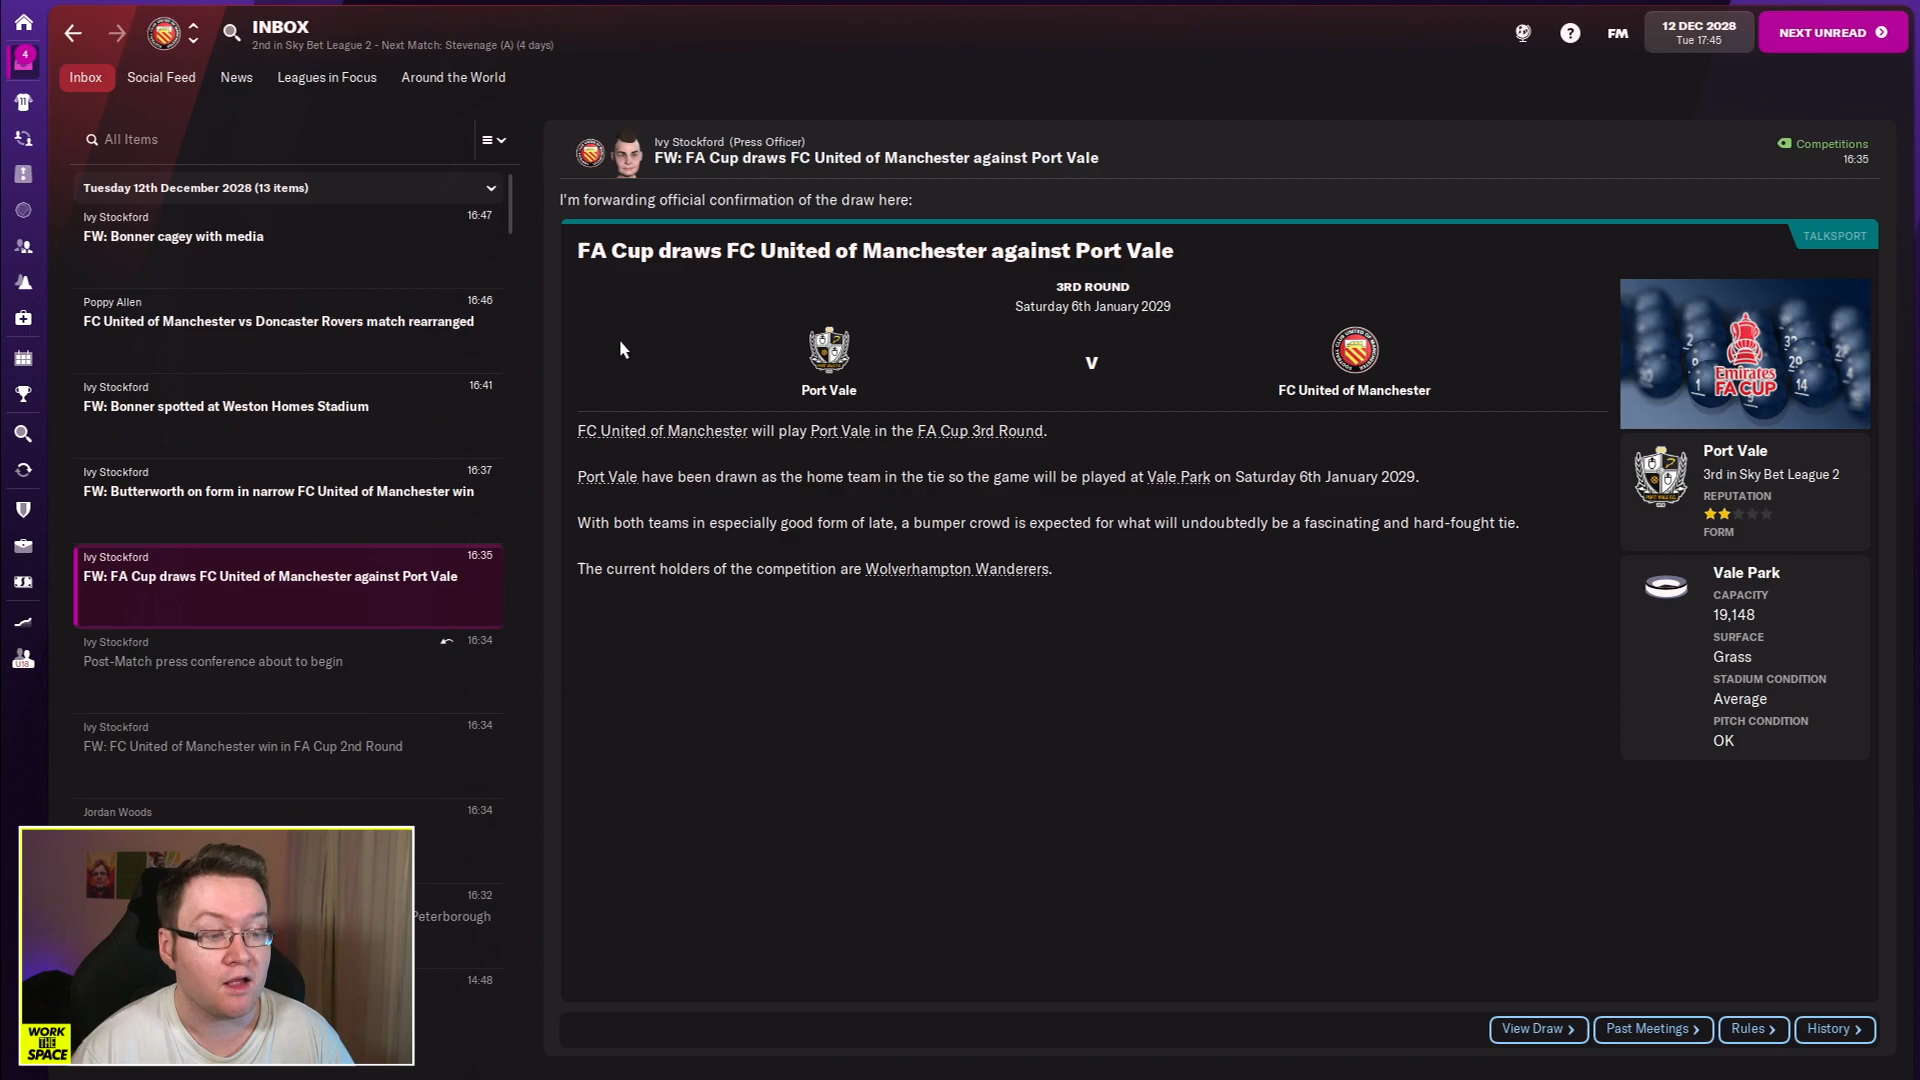 INBOX
2nd in Sky Bet League 2 - Next Match: Stevenage (A) (4 days)
FM
12 DEC 2028
Tue 17:45
NEXT UNREAD
4
Inbox
Social Feed
News
Leagues in Focus
Around the World
All Items
Tuesday 12th December 2028 (13 items)
Ivy Stockford
16:47
FW: Bonner cagey with media
Poppy Allen
16:46
FC United of Manchester vs Doncaster Rovers match rearranged
Ivy Stockford
16:41
FW: Bonner spotted at Weston Homes Stadium
Ivy Stockford
16:37
FW: Butterworth on form in narrow FC United of Manchester win
Ivy Stockford
16:35
FW: FA Cup draws FC United of Manchester against Port Vale
Ivy Stockford
16:34
Post-Match press conference about to begin
Ivy Stockford
16:34
FW: FC United of Manchester win in FA Cup 2nd Round
Jordan Woods
16:34
16:32
Peterborough
14:48
U18
WORK
THE
SPACE
Ivy Stockford (Press Officer)
FW: FA Cup draws FC United of Manchester against Port Vale
Competitions
16:35
I'm forwarding official confirmation of the draw here:
TALKSPORT
FA Cup draws FC United of Manchester against Port Vale
3RD ROUND
Saturday 6th January 2029
v
Port Vale
FC United of Manchester
FC United of Manchester will play Port Vale in the FA Cup 3rd Round.
Port Vale have been drawn as the home team in the tie so the game will be played at Vale Park on Saturday 6th January 2029.
With both teams in especially good form of late, a bumper crowd is expected for what will undoubtedly be a fascinating and hard-fought tie.
The current holders of the competition are Wolverhampton Wanderers.
Emirates
FA CUP
Port Vale
3rd in Sky Bet League 2
REPUTATION
FORM
Vale Park
CAPACITY
19,148
SURFACE
Grass
STADIUM CONDITION
Average
PITCH CONDITION
OK
View Draw
Past Meetings
Rules
History